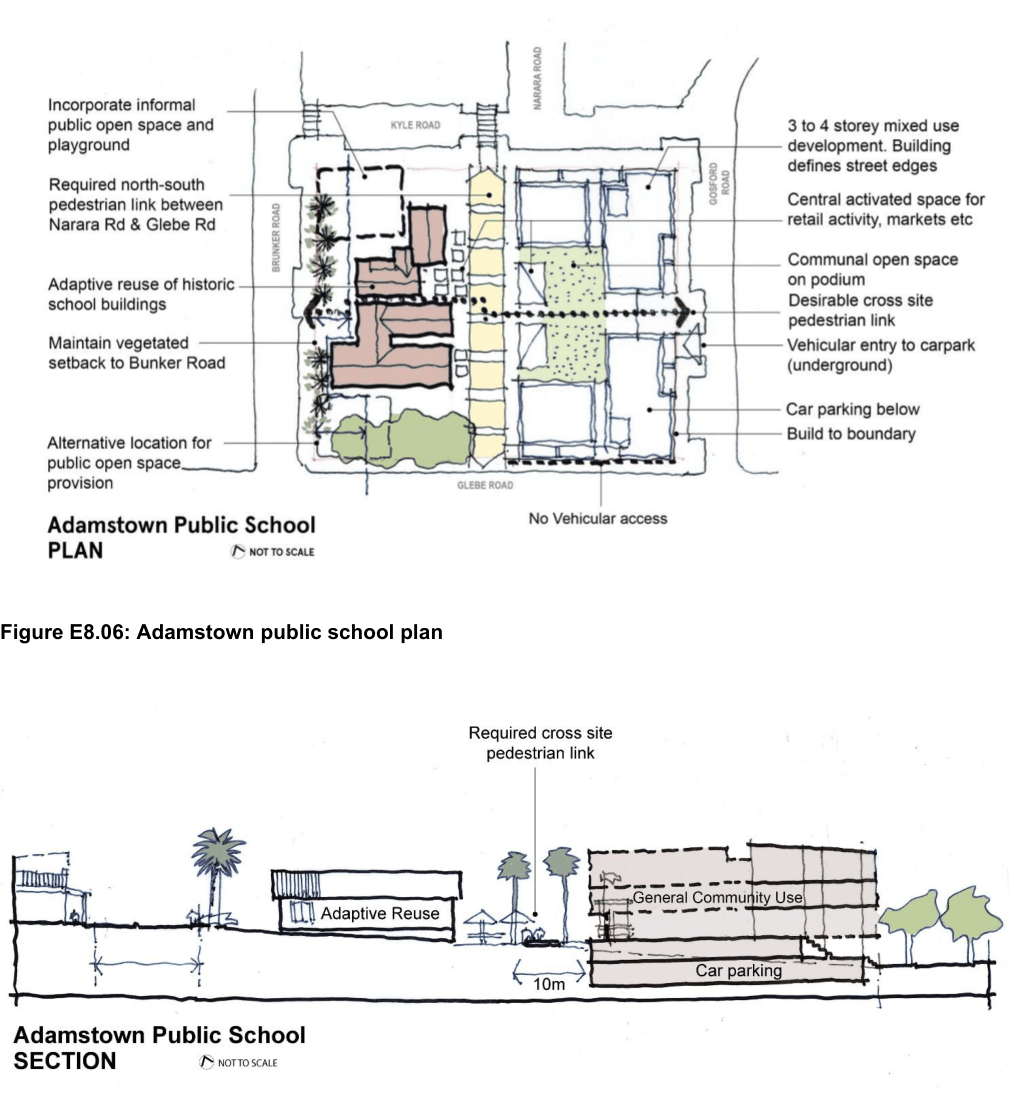 NARARA ROAD
Incorporate informal
public open space and
playground
KYLE ROAD
3 to 4 storey mixed use
development. Building
defines street edges
GOSFORD
ROAD
Required north-south
pedestrian link between
Narara Rd & Glebe Rd
Central activated space for
retail activity, markets etc
BRUNKER ROAD
Communal open space
on podium
Adaptive reuse of historic
school buildings
Desirable cross site
pedestrian link
Maintain vegetated
setback to Bunker Road
Vehicular entry to carpark
(underground)
Car parking below
Build to boundary
Alternative location for
public open space
provision
GLEBE ROAD
No Vehicular access
Adamstown Public School
PLAN
NOT TO SCALE
Figure E8.06: Adamstown public school plan
Required cross site
pedestrian link
General Community Use
Adaptive Reuse
Car parking
10m
Adamstown Public School
SECTION
NOT TO SCALE